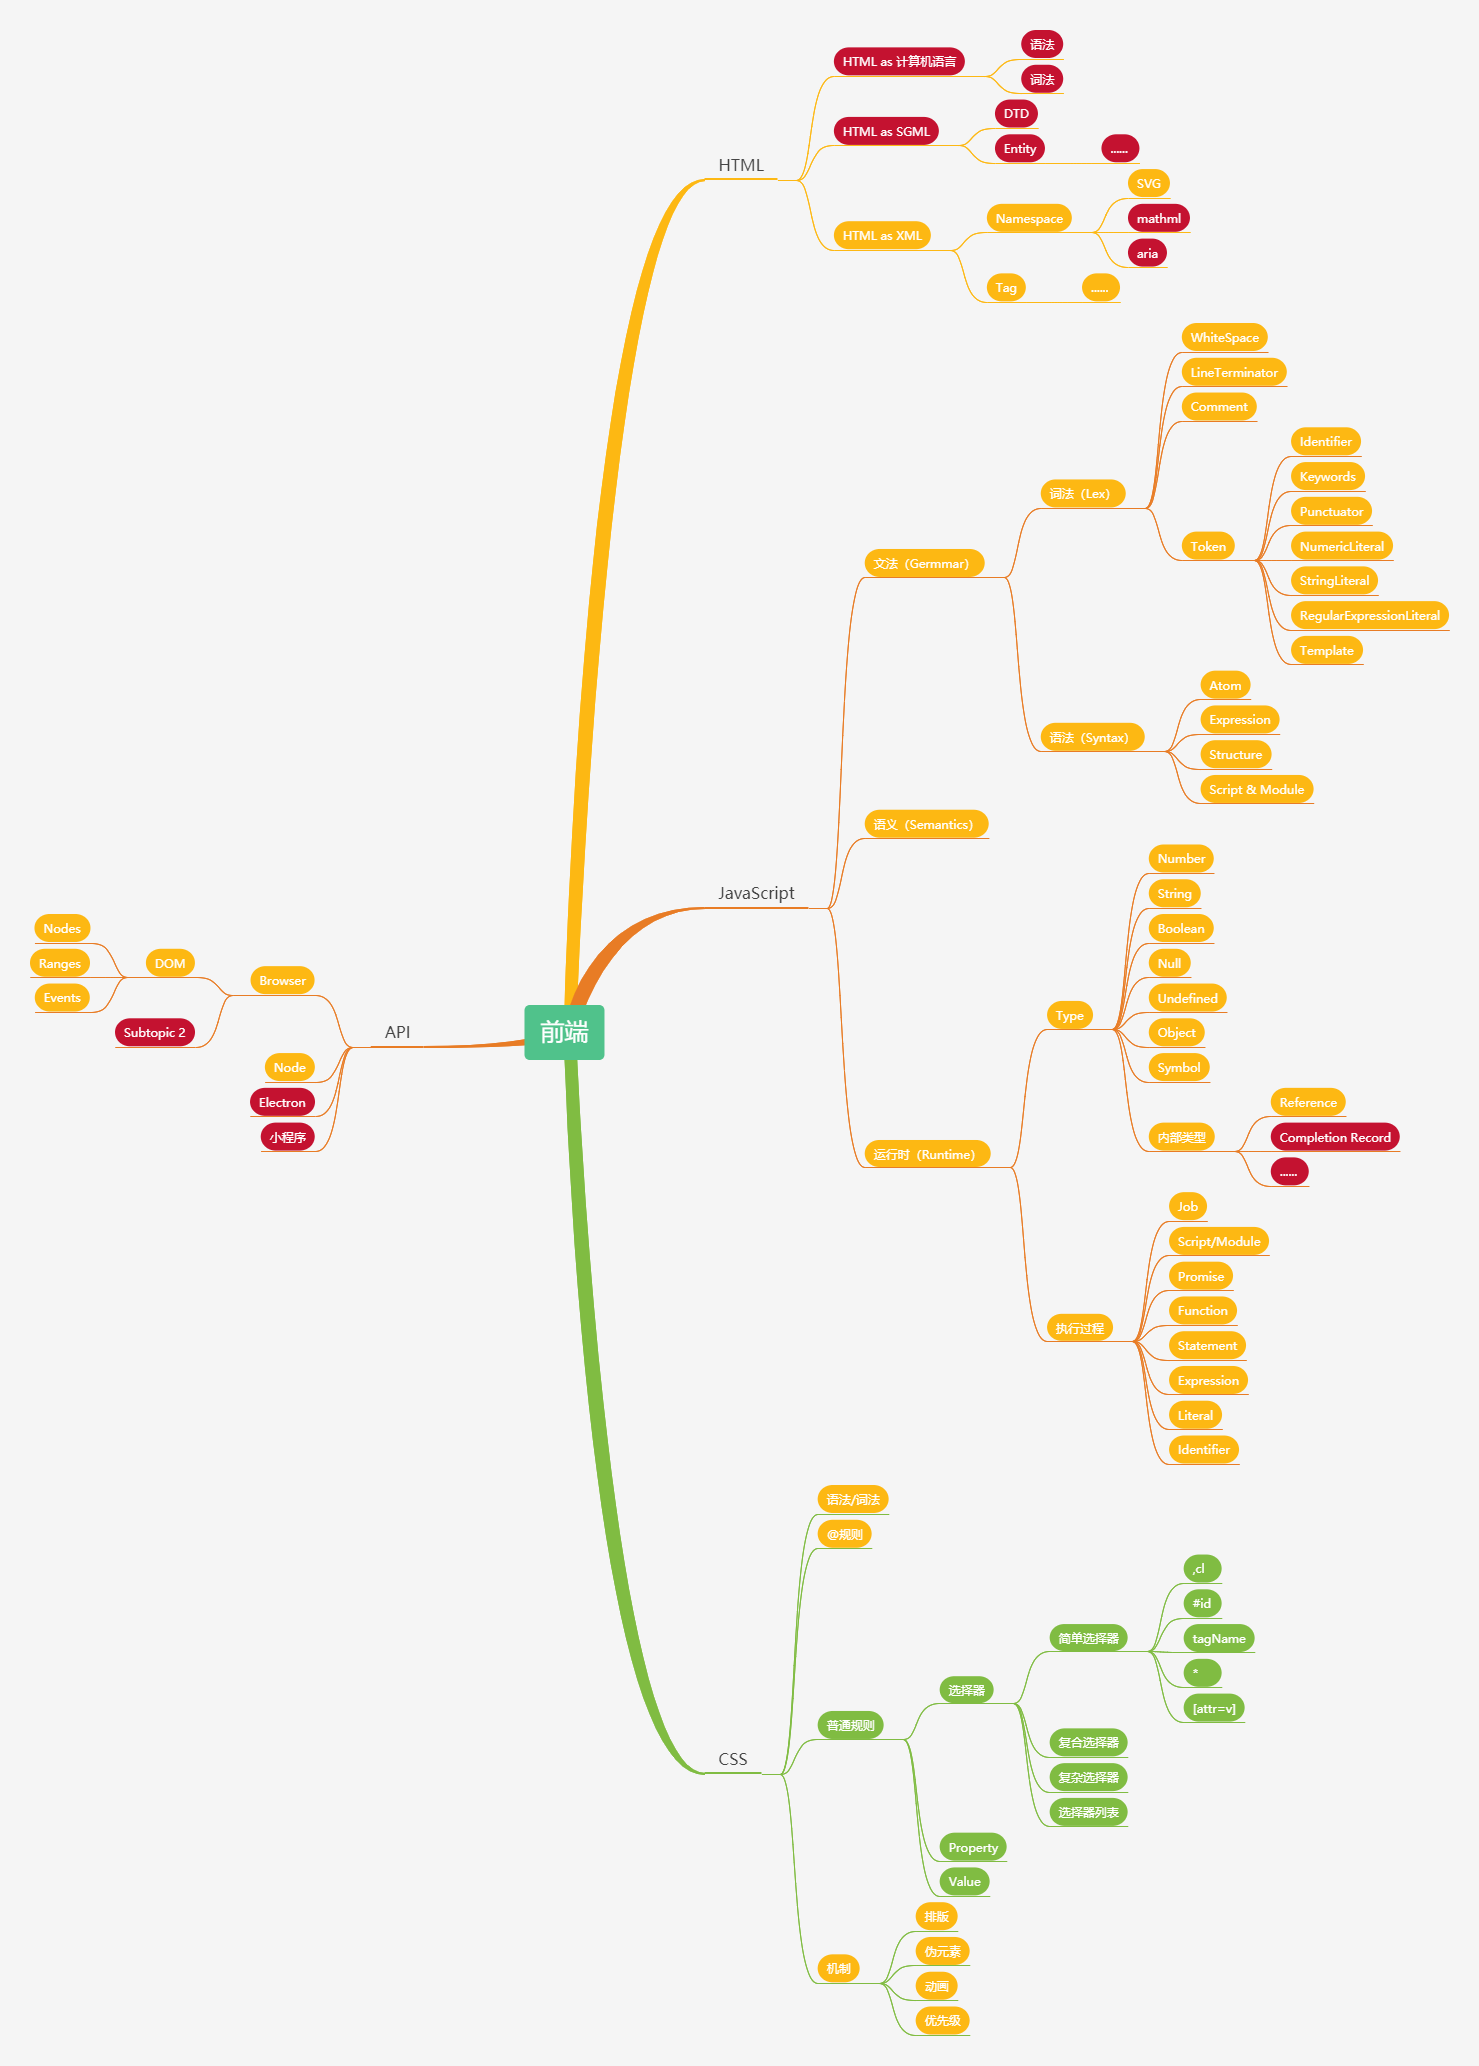 前端
HTML
HTML as 计算机语言
语法
词法
HTML as SGML
DTD
Entity
......
HTML as XML
Namespace
SVG
mathml
aria
Tag
......
JavaScript
文法（Germmar）
词法（Lex）
WhiteSpace
LineTerminator
Comment
Token
Identifier
Keywords
Punctuator
NumericLiteral
StringLiteral
RegularExpressionLiteral
Template
语法（Syntax）
Atom
Expression
Structure
Script & Module
语义（Semantics）
运行时（Runtime）
Type
Number
String
Boolean
Null
Undefined
Object
Symbol
内部类型
Reference
Completion Record
......
执行过程
Job
Script/Module
Promise
Function
Statement
Expression
Literal
Identifier
CSS
语法/词法
@规则
普通规则
选择器
简单选择器
,cl
#id
tagName
*
[attr=v]
复合选择器
复杂选择器
选择器列表
Property
Value
机制
排版
伪元素
动画
优先级
API
Browser
DOM
Nodes
Ranges
Events
Subtopic 2
Node
Electron
小程序